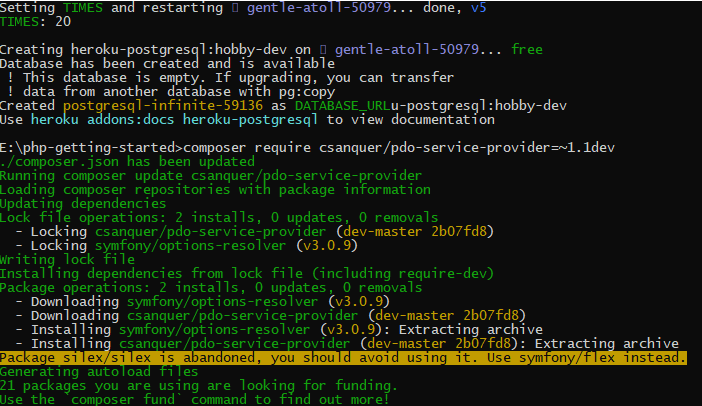 Setting TIMES and restarting gentle-atoll-50979... done, v5
TIMES: 20
Creating heroku-postgresql:hobby-dev on gentle-atoll-50979... free
Database has been created and is available
! This database is empty. If upgrading, you can transfer
! data from another database with pg:copy
Created postgresql-infinite-59136 as DATABASE_URLu-postgresql:hobby-dev
Use heroku addons:docs heroku-postgresql to view documentation
E:\php-getting-started>composer require csanquer/pdo-service-provider=~1.1dev
./composer.json has been updated
Running composer update csanquer/pdo-service-provider
Loading composer repositories with package information
Updating dependencies
Lock file operations: 2 installs, 0 updates, 0 removals
- Locking csanquer/pdo-service-provider (dev-master 2b07fd8)
- Locking symfony/options-resolver (v3.0.9)
Writing lock file
Installing dependencies from lock file (including require-dev)
Package operations: 2 installs, 0 updates, 0 removals
- Downloading symfony/options-resolver (v3.0.9)
- Downloading csanquer/pdo-service-provider (dev-master 2b07fd8)
- Installing symfony/options-resolver (v3.0.9): Extracting archive
- Installing csanquer/pdo-service-provider (dev-master 2b07fd8): Extracting archive
Package silex/silex is abandoned, you should avoid using it. Use symfony/flex instead.
Generating autoload files
21 packages you are using are looking for funding.
Use the `composer fund` command to find out more!